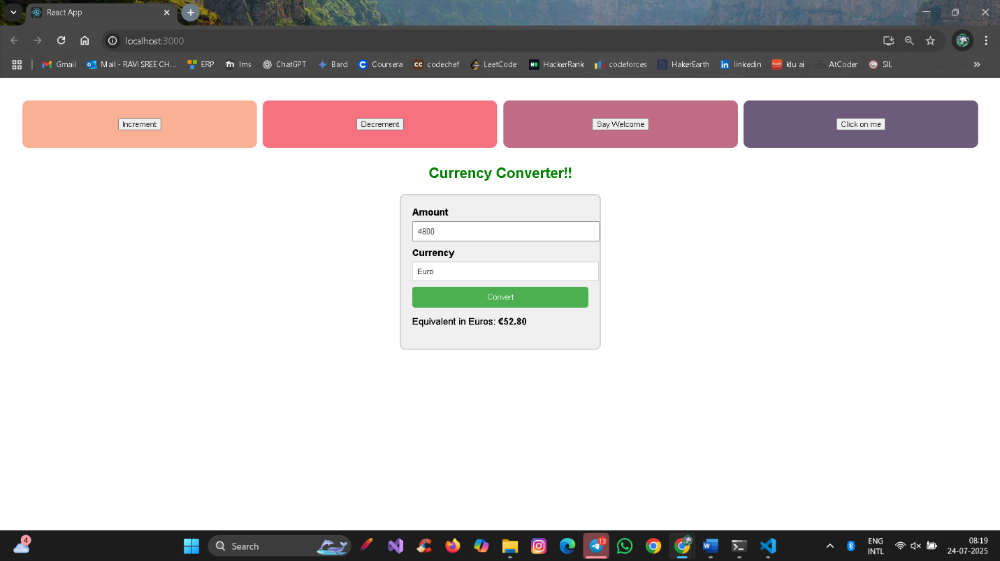 React App
localhost:3000
Gmail
Mail - RAVI SREE CH...
ERP
lms
ChatGPT
Bard
Coursera
codechef
LeetCode
HackerRank
codeforces
HakerEarth
linkedin
klu ai
AtCoder
SIL
Increment
Decrement
Say Welcome
Click on me
Currency Converter!!
Amount
4800
Currency
Euro
Convert
Equivalent in Euros: €52.80
4
Search
13
ENG
INTL
08:19
24-07-2025